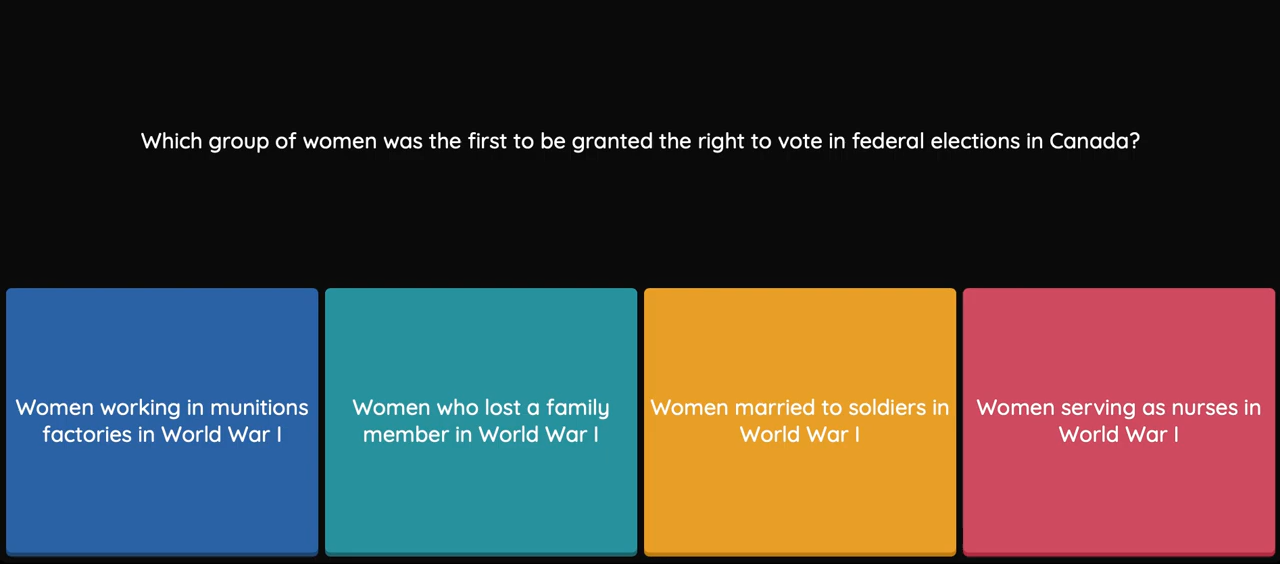 Which group of women was the first to be granted the right to vote in federal elections in Canada?
Women working in munitions
factories in World War I
Women who lost a family
member in World War I
Women married to soldiers in
World War I
Women serving as nurses in
World War I